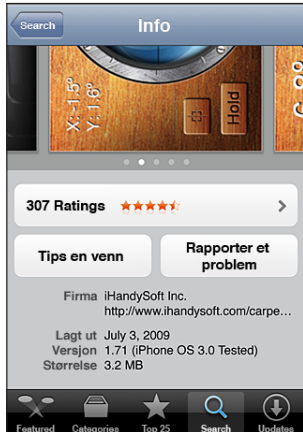 Search
Info
X:-1.5°
Y: 1.6°
Hold
307 Ratings
Tips en venn
Rapporter et
problem
Firma iHandySoft Inc.
http://www.ihandysoft.com/carpe...
Lagt ut July 3, 2009
Versjon 1.71 (iPhone OS 3.0 Tested)
Størrelse 3.2 MB
Featured Categories Top 25 Search Updates